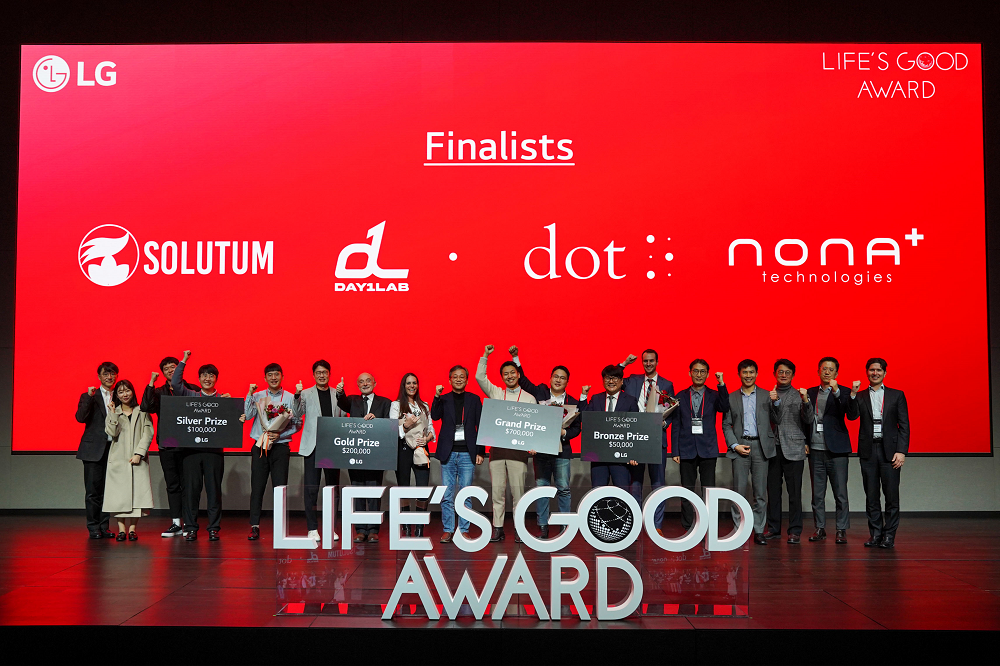 LG
LIFE'S GOOD
AWARD
Finalists
SOLUTUM
DAY1LAB
dot
nona+
technologies
LIFE'S GOOD
AWARD
Silver Prize
$100,000
LG
LIFE'S GOOD
AWARD
Gold Prize
$200,000
LG
LIFE'S GOOD
AWARD
Grand Prize
$700,000
LG
LIFE'S GOOD
AWARD
Bronze Prize
$50,000
LG
LIFE'S GOOD
AWARD